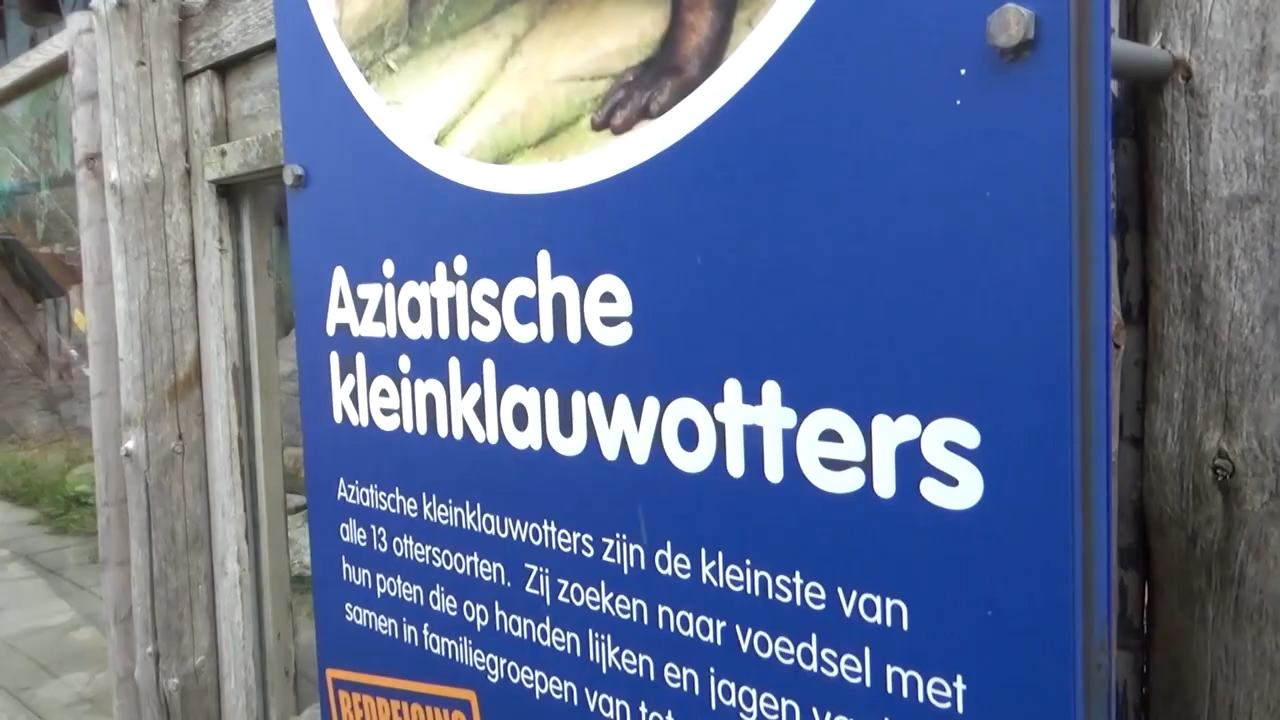 Aziatische
kleinklauwotters
Aziatische kleinklauwotters zijn de kleinste van
alle 13 ottersoorten. Zij zoeken naar voedsel met
hun poten die op handen lijken en jagen
samen in familiegroepen van tot
BEDREIGING